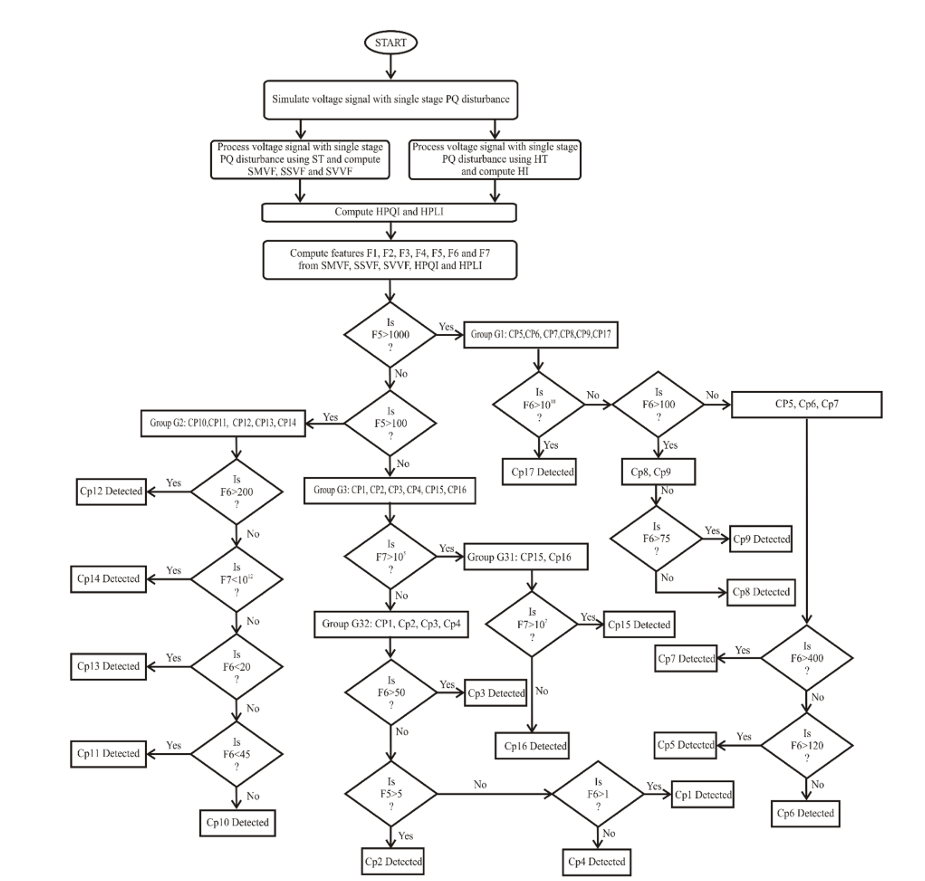 START
Simulate voltage signal with single stage PQ disturbance
Process voltage signal with single stage
PQ disturbance using ST and compute
SMVF, SSVF and SVVF
Process voltage signal with single stage
PQ disturbance using HT
and compute HI
Compute HPQI and HPLI
Compute features F1, F2, F3, F4, F5, F6 and F7
from SMVF, SSVF, SVVF, HPQI and HPLI
Is
F5>1000
?
Yes
Group G1: CP5,CP6, CP7,CP8,CP9,CP17
No
Is
F6>10¹⁸
?
No
Is
F6>100
?
No
CP5, Cp6, Cp7
Yes
Cp17 Detected
Yes
Cp8, Cp9
No
Is
F6>75
?
Yes
Cp9 Detected
No
Cp8 Detected
Is
F6>400
?
Yes
Cp7 Detected
No
Is
F6>120
?
Yes
Cp5 Detected
No
Cp6 Detected
Is
F5>100
?
Yes
Group G2: CP10,CP11, CP12, CP13, CP14
Is
F6>200
?
Yes
Cp12 Detected
No
Is
F7<10¹²
?
Yes
Cp14 Detected
No
Is
F6<20
?
Yes
Cp13 Detected
No
Is
F6<45
?
Yes
Cp11 Detected
No
Cp10 Detected
No
Group G3: CP1, CP2, CP3, CP4, CP15, CP16
Is
F7>10⁵
?
Yes
Group G31: CP15, Cp16
Is
F7>10⁷
?
Yes
Cp15 Detected
No
Cp16 Detected
No
Group G32: CP1, Cp2, Cp3, Cp4
Is
F6>50
?
Yes
Cp3 Detected
No
Is
F5>5
?
Yes
Cp2 Detected
No
Is
F6>1
?
Yes
Cp1 Detected
No
Cp4 Detected